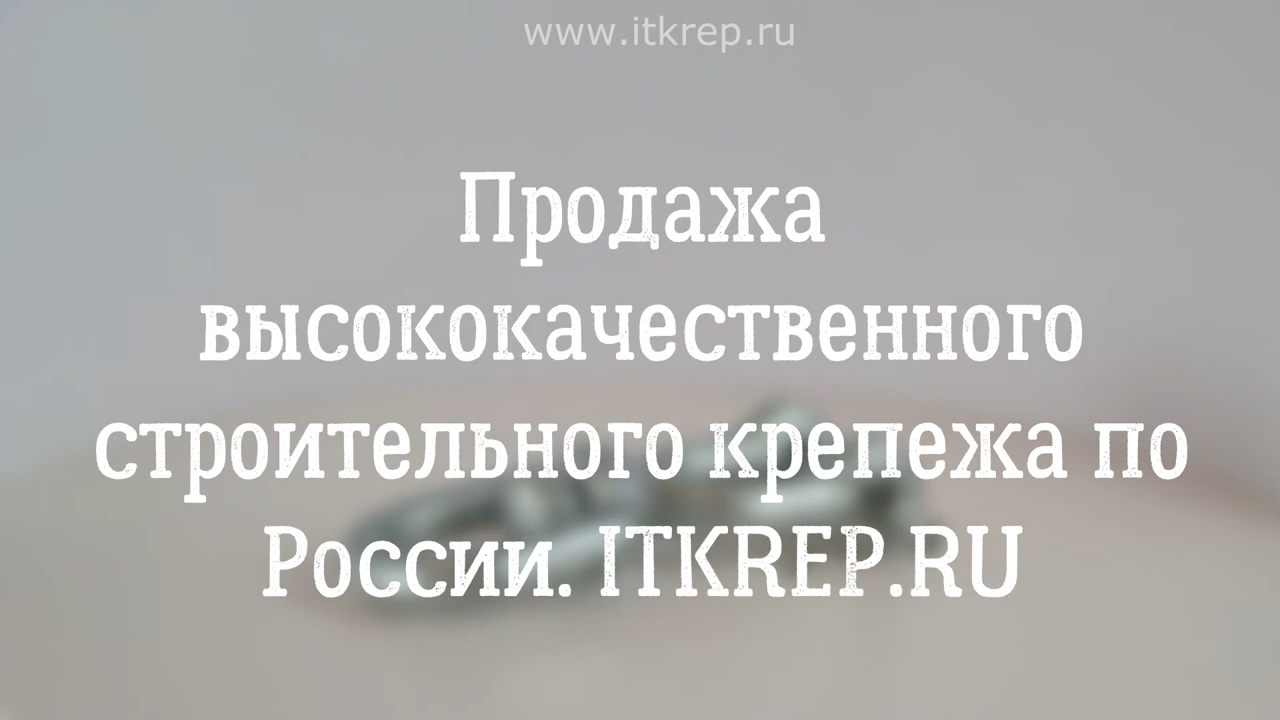 www.itkrep.ru
Продажа
высококачественного
строительного крепежа по
России. ITKREP.RU